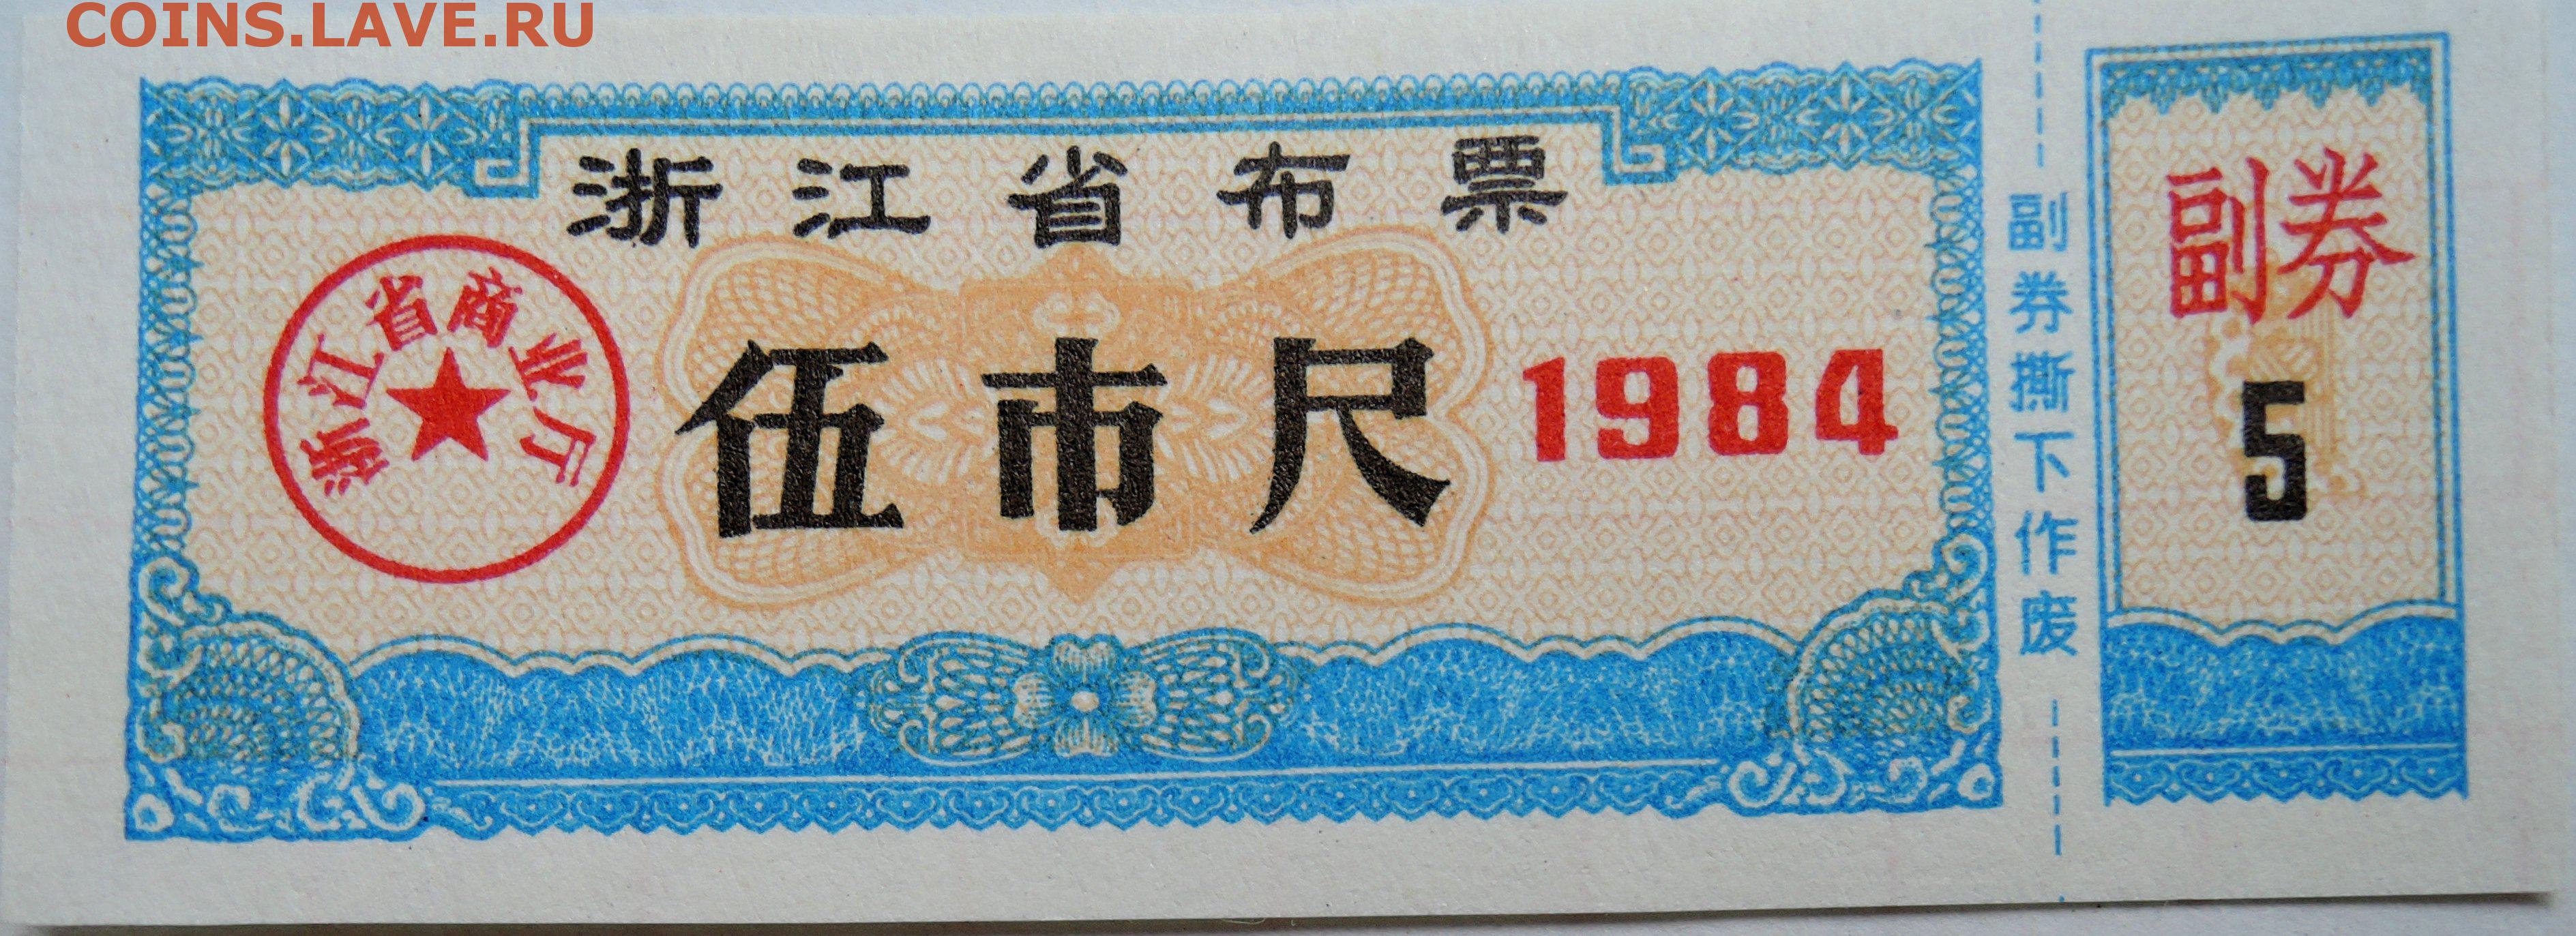 COINS.LAVE.RU
浙江省布票
浙江省商业厅
伍市尺
1984
副券撕下作废
副券
5